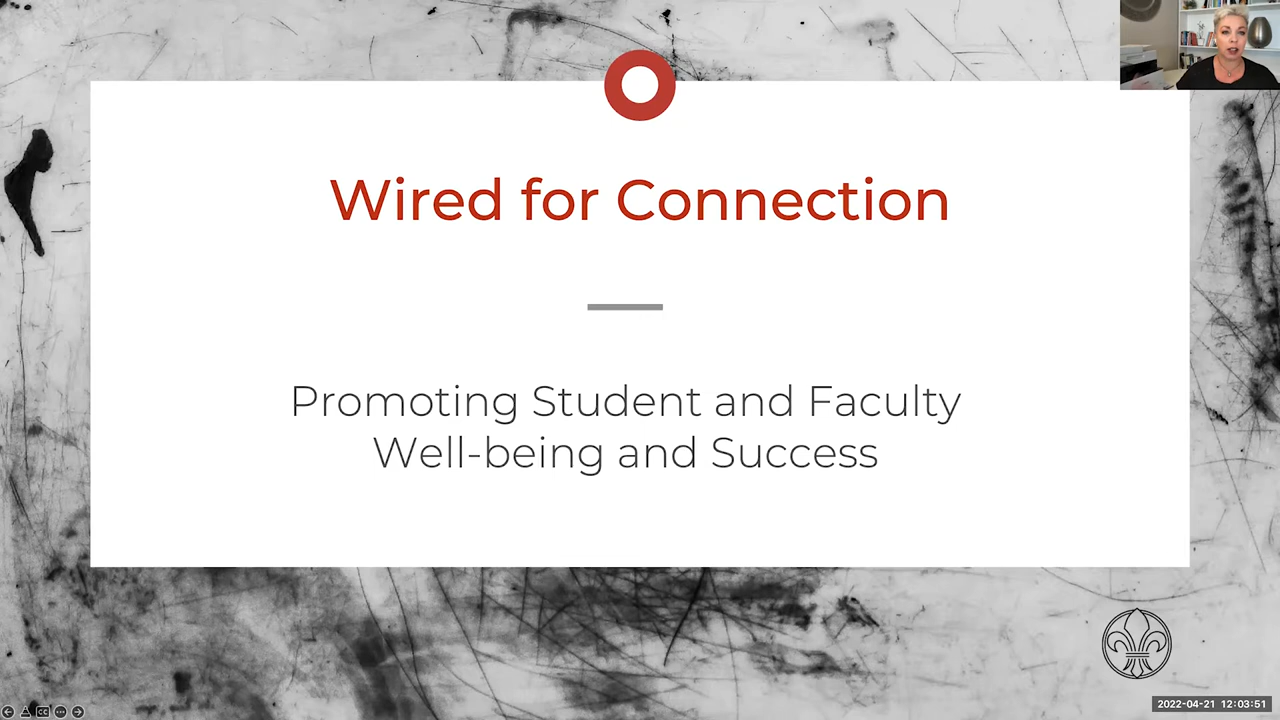 Wired for Connection
Promoting Student and Faculty
Well-being and Success
2022-04-21 12:03:51